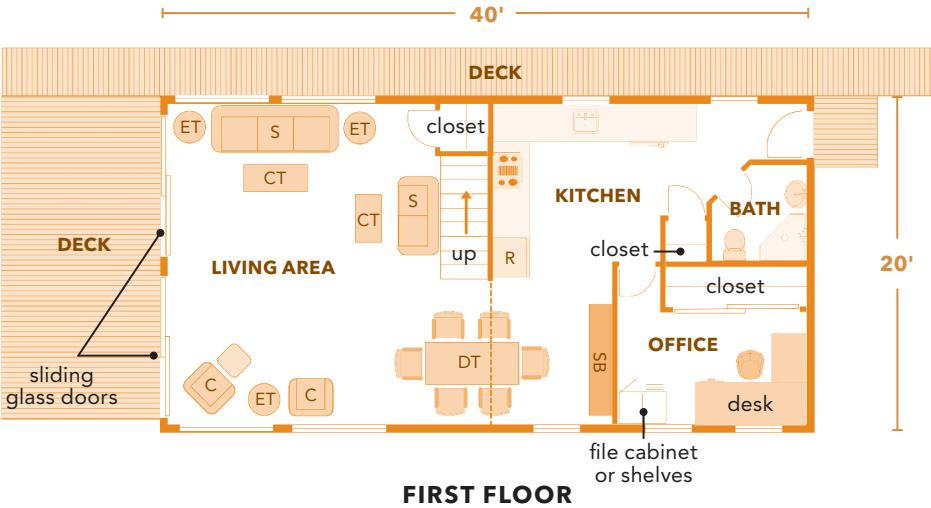 40'
DECK
ET
S
ET
closet
CT
S
CT
KITCHEN
BATH
DECK
up
R
closet
20'
LIVING AREA
closet
OFFICE
DT
SB
sliding
glass doors
C
ET
C
desk
file cabinet
or shelves
FIRST FLOOR